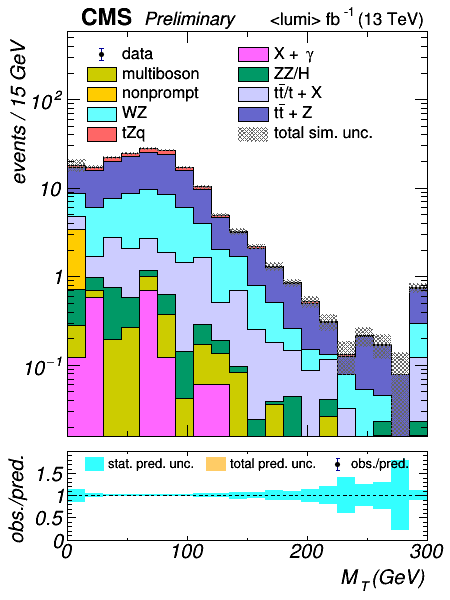 CMS Preliminary <lumi> fb⁻¹ (13 TeV)
events / 15 GeV
data
multiboson
nonprompt
WZ
tZq
X + γ
ZZ/H
tt̄/t + X
tt̄ + Z
total sim. unc.
10²
10
1
10⁻¹
obs./pred.
stat. pred. unc. total pred. unc. obs./pred.
1.5
1
0.5
0
0 100 200 300
M_T (GeV)